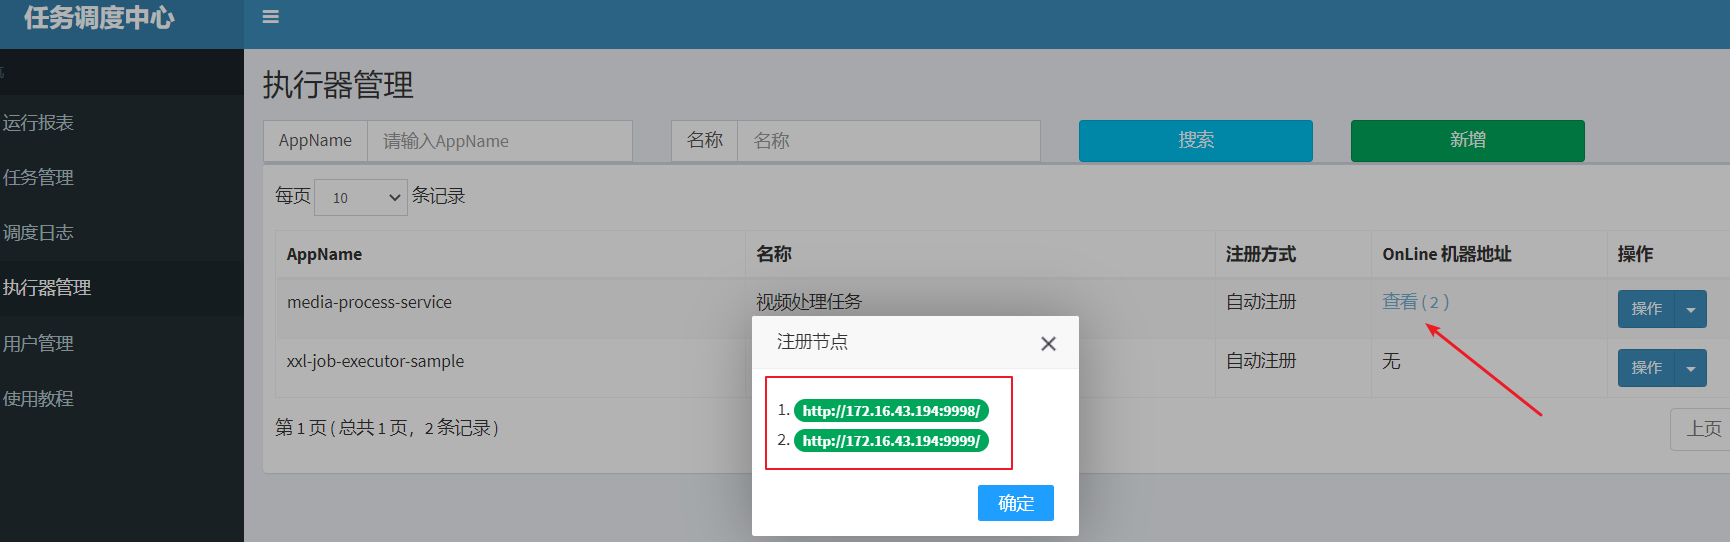 任务调度中心
运行报表
任务管理
调度日志
执行器管理
用户管理
使用教程
执行器管理
AppName 请输入AppName 名称 名称 搜索 新增
每页 10 条记录
AppName 名称 注册方式 OnLine 机器地址 操作
media-process-service 视频处理任务 自动注册 查看 ( 2 ) 操作
xxl-job-executor-sample 自动注册 无 操作
第 1 页 ( 总共 1 页，2 条记录 ) 上页
注册节点
1. http://172.16.43.194:9998/
2. http://172.16.43.194:9999/
确定